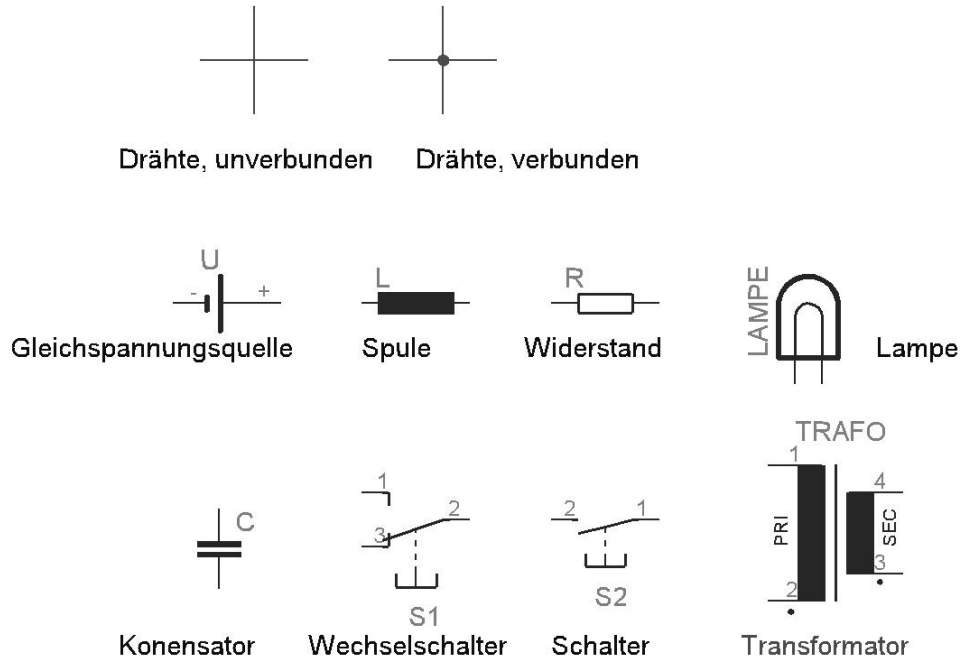 Drähte, unverbunden Drähte, verbunden
U L R LAMPE
- +
Gleichspannungsquelle Spule Widerstand Lampe
TRAFO
1 4
1 2 2 1
C 3 PRI SEC
3
S1 S2 2
Konensator Wechselschalter Schalter Transformator